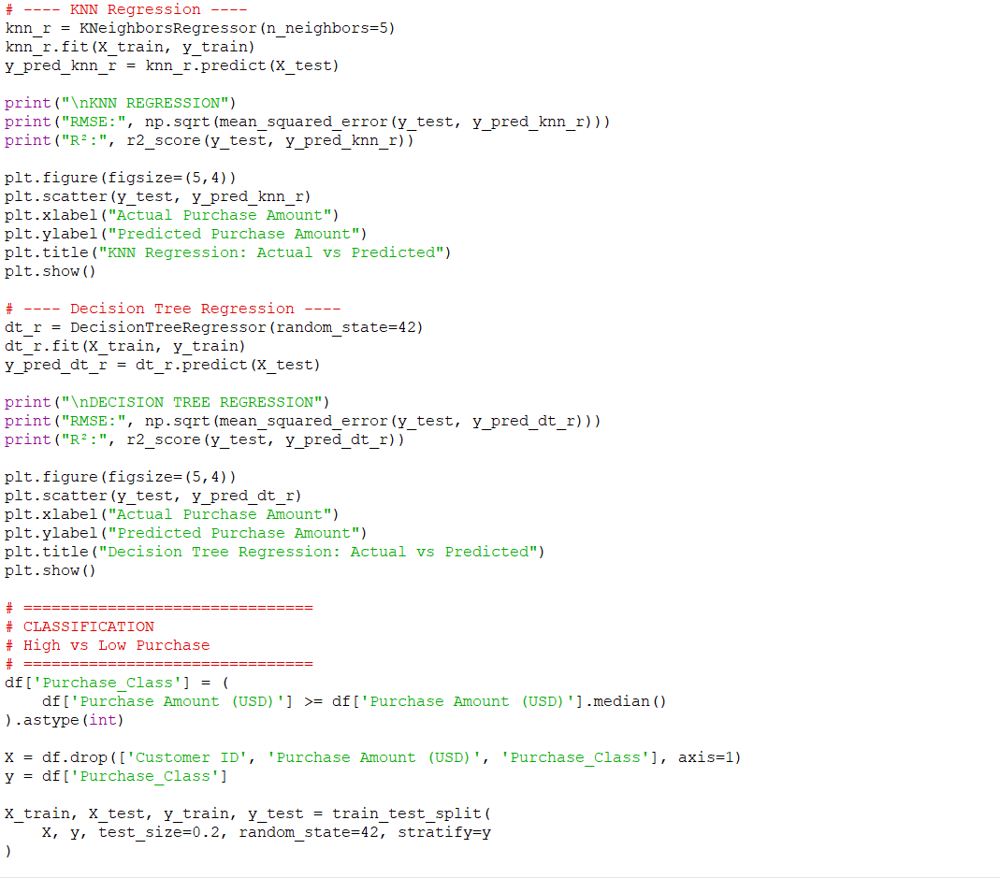 # ---- KNN Regression ----
knn_r = KNeighborsRegressor(n_neighbors=5)
knn_r.fit(X_train, y_train)
y_pred_knn_r = knn_r.predict(X_test)

print("\nKNN REGRESSION")
print("RMSE:", np.sqrt(mean_squared_error(y_test, y_pred_knn_r)))
print("R²:", r2_score(y_test, y_pred_knn_r))

plt.figure(figsize=(5,4))
plt.scatter(y_test, y_pred_knn_r)
plt.xlabel("Actual Purchase Amount")
plt.ylabel("Predicted Purchase Amount")
plt.title("KNN Regression: Actual vs Predicted")
plt.show()

# ---- Decision Tree Regression ----
dt_r = DecisionTreeRegressor(random_state=42)
dt_r.fit(X_train, y_train)
y_pred_dt_r = dt_r.predict(X_test)

print("\nDECISION TREE REGRESSION")
print("RMSE:", np.sqrt(mean_squared_error(y_test, y_pred_dt_r)))
print("R²:", r2_score(y_test, y_pred_dt_r))

plt.figure(figsize=(5,4))
plt.scatter(y_test, y_pred_dt_r)
plt.xlabel("Actual Purchase Amount")
plt.ylabel("Predicted Purchase Amount")
plt.title("Decision Tree Regression: Actual vs Predicted")
plt.show()

# ===============================
# CLASSIFICATION
# High vs Low Purchase
# ===============================
df['Purchase_Class'] = (
    df['Purchase Amount (USD)'] >= df['Purchase Amount (USD)'].median()
).astype(int)

X = df.drop(['Customer ID', 'Purchase Amount (USD)', 'Purchase_Class'], axis=1)
y = df['Purchase_Class']

X_train, X_test, y_train, y_test = train_test_split(
    X, y, test_size=0.2, random_state=42, stratify=y
)